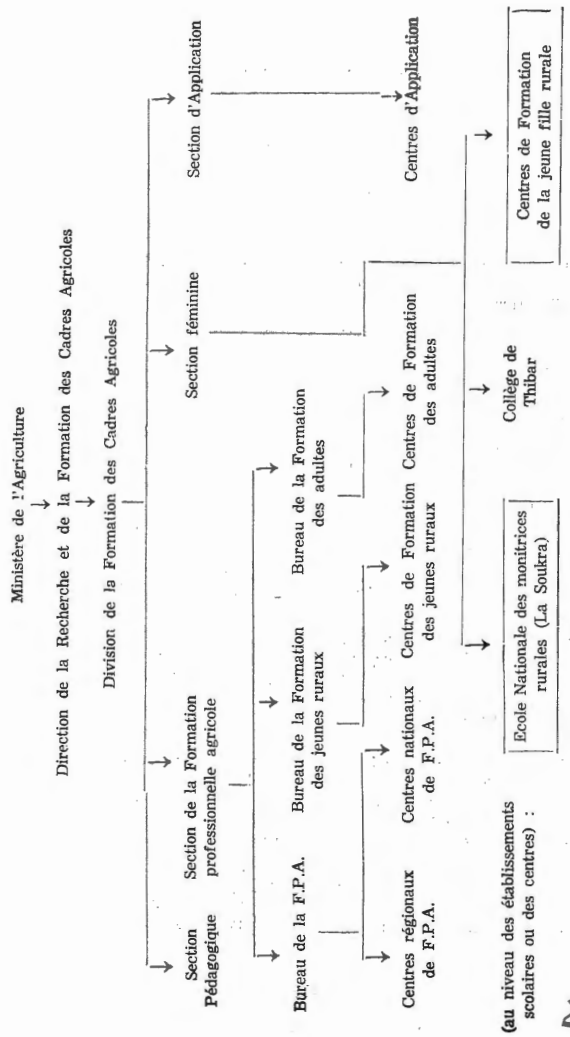 Ministère de l'Agriculture
Direction de la Recherche et de la Formation des Cadres Agricoles
Division de la Formation des Cadres Agricoles
Section
Pédagogique
Section de la Formation
professionnelle agricole
Section féminine
Section d'Application
Bureau de la F.P.A.
Bureau de la Formation
des jeunes ruraux
Bureau de la Formation
des adultes
Centres régionaux
de F.P.A.
Centres nationaux
de F.P.A.
Centres de Formation
des jeunes ruraux
Centres de Formation
des adultes
Centres d'Application
(au niveau des établissements
scolaires ou des centres) :
Ecole Nationale des monitrices
rurales (La Soukra)
Collège de
Thibar
Centres de Formation
de la jeune fille rurale